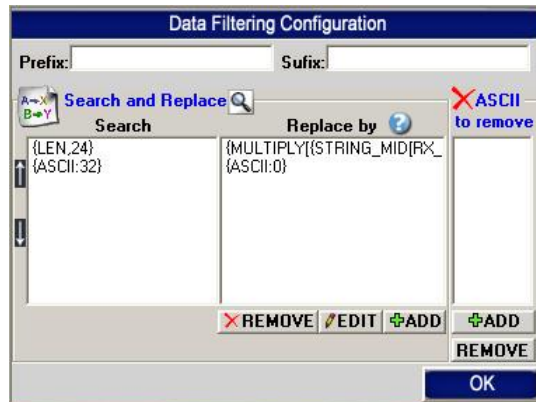 Data Filtering Configuration
Prefix: Sufix:
A→X
B→Y
Search and Replace
ASCII
to remove
Search Replace by ?
{LEN,24} {MULTIPLY[{STRING_MID[RX_
{ASCII:32} {ASCII:0}
REMOVE EDIT ADD ADD
REMOVE
OK